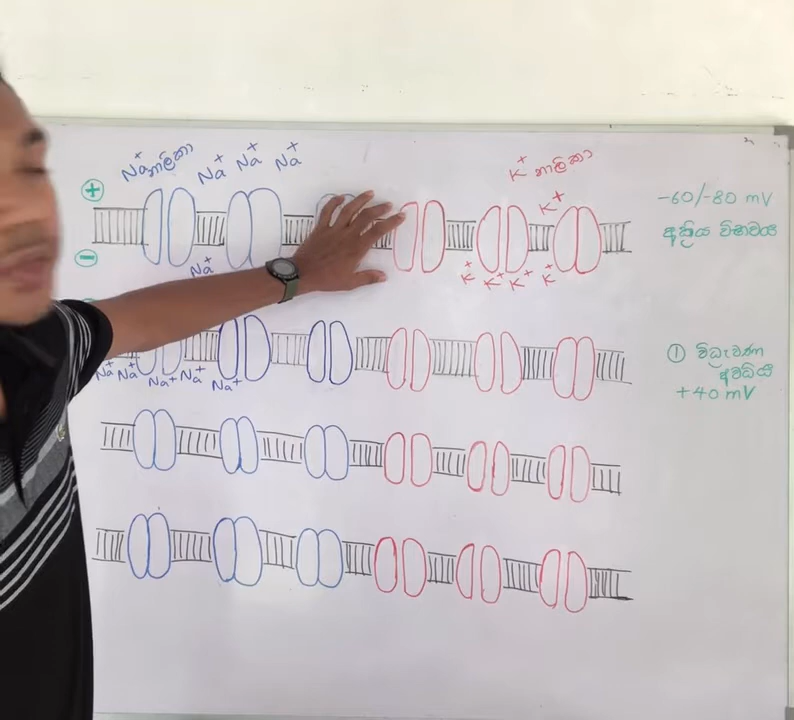 Na⁺ නාලිකා
Na⁺ Na⁺ Na⁺
K⁺ නාලිකා
+
K⁺
-60/-80 mV
අක්‍රිය විභවය
-
Na⁺
K⁺ K⁺ K⁺ K⁺
① විධ්‍රැවණ
අවධිය
+40 mV
Na⁺ Na⁺ Na⁺ Na⁺ Na⁺